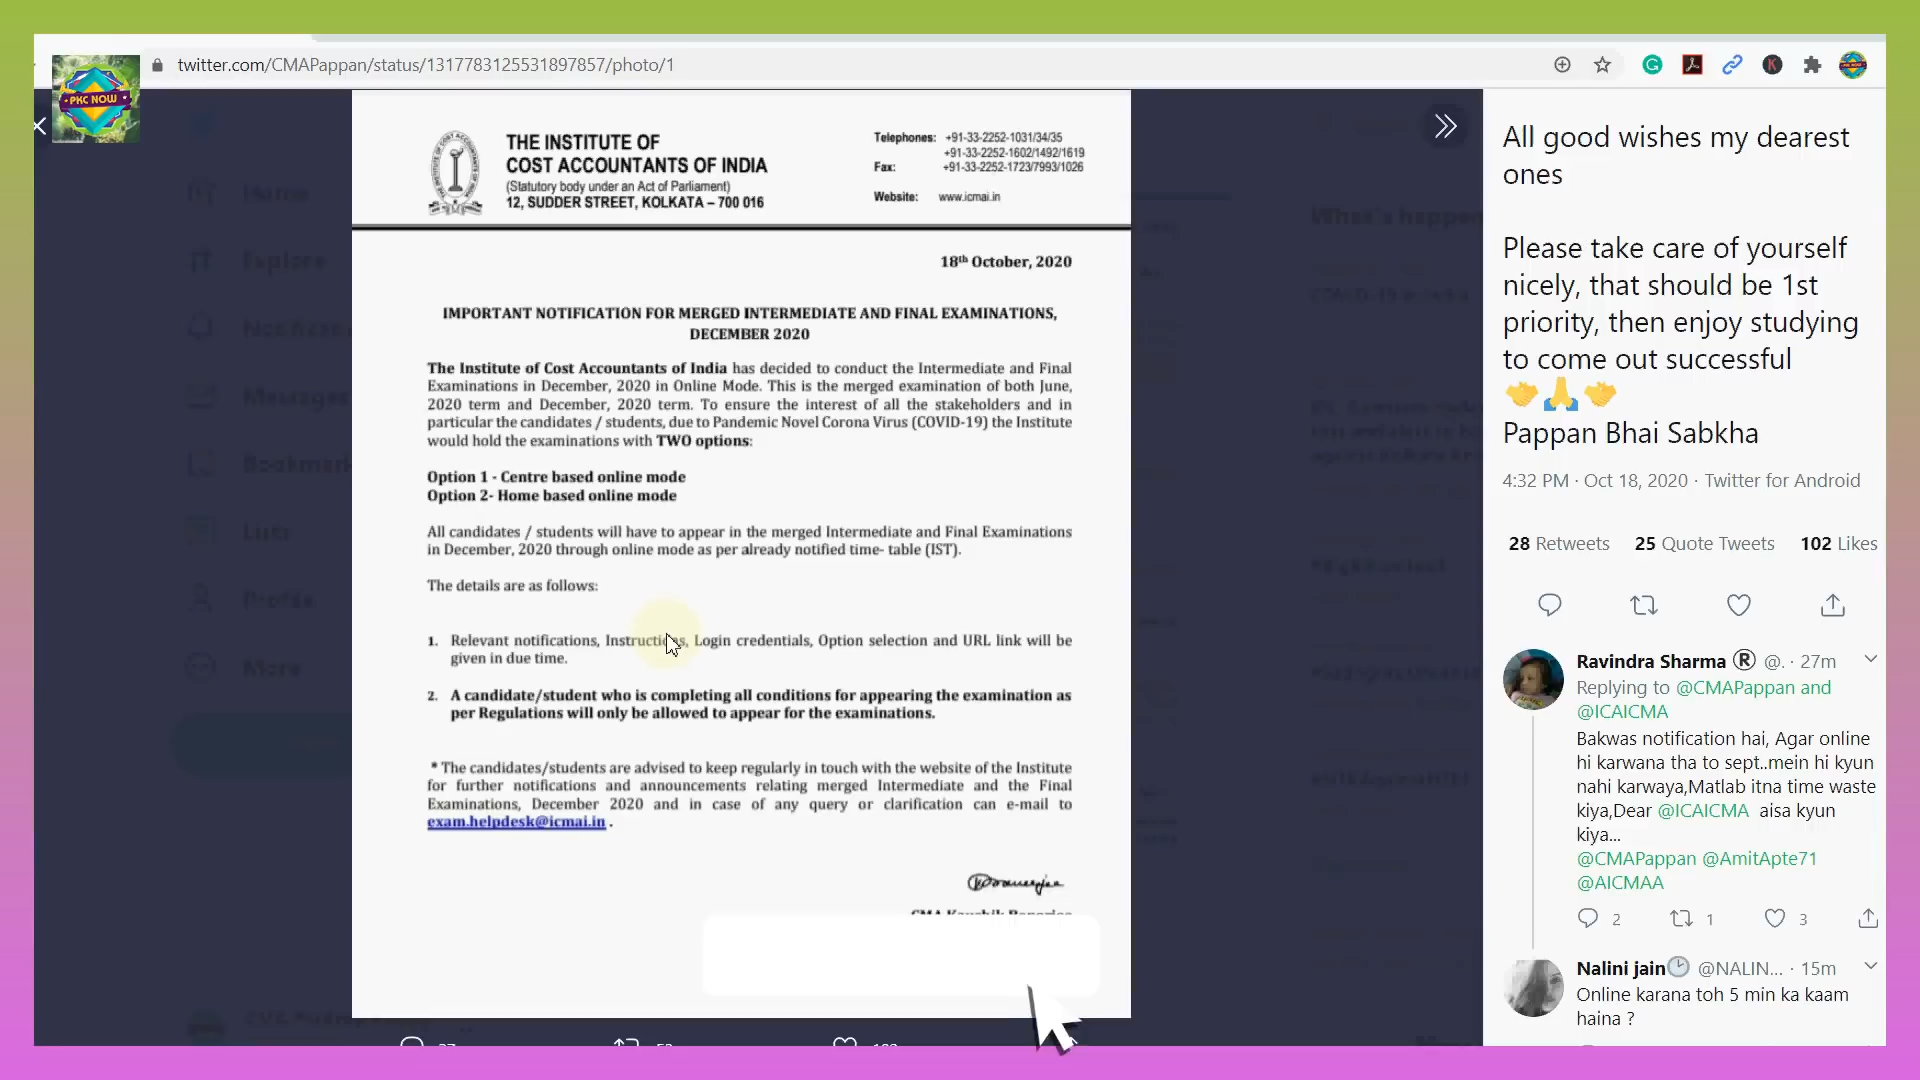 twitter.com/CMAPappan/status/1317783125531897857/photo/1
PKC NOW
THE INSTITUTE OF
COST ACCOUNTANTS OF INDIA
(Statutory body under an Act of Parliament)
12, SUDDER STREET, KOLKATA – 700 016
Telephones: +91-33-2252-1031/34/35
+91-33-2252-1602/1492/1619
Fax: +91-33-2252-1723/7993/1026
Website: www.icmai.in
18th October, 2020
IMPORTANT NOTIFICATION FOR MERGED INTERMEDIATE AND FINAL EXAMINATIONS,
DECEMBER 2020
The Institute of Cost Accountants of India has decided to conduct the Intermediate and Final
Examinations in December, 2020 in Online Mode. This is the merged examination of both June,
2020 term and December, 2020 term. To ensure the interest of all the stakeholders and in
particular the candidates / students, due to Pandemic Novel Corona Virus (COVID-19) the Institute
would hold the examinations with TWO options:
Option 1 - Centre based online mode
Option 2- Home based online mode
All candidates / students will have to appear in the merged Intermediate and Final Examinations
in December, 2020 through online mode as per already notified time- table (IST).
The details are as follows:
1. Relevant notifications, Instructions, Login credentials, Option selection and URL link will be
given in due time.
2. A candidate/student who is completing all conditions for appearing the examination as
per Regulations will only be allowed to appear for the examinations.
* The candidates/students are advised to keep regularly in touch with the website of the Institute
for further notifications and announcements relating merged Intermediate and the Final
Examinations, December 2020 and in case of any query or clarification can e-mail to
exam.helpdesk@icmai.in .
Home
Explore
Messages
Lists
Profile
More
All good wishes my dearest
ones
Please take care of yourself
nicely, that should be 1st
priority, then enjoy studying
to come out successful
🤝🙏🤝
Pappan Bhai Sabkha
4:32 PM · Oct 18, 2020 · Twitter for Android
28 Retweets 25 Quote Tweets 102 Likes
Ravindra Sharma ® @. · 27m
Replying to @CMAPappan and
@ICAICMA
Bakwas notification hai, Agar online
hi karwana tha to sept..mein hi kyun
nahi karwaya,Matlab itna time waste
kiya,Dear @ICAICMA aisa kyun
kiya...
@CMAPappan @AmitApte71
@AICMAA
2 1 3
Nalini jain🕒 @NALIN... · 15m
Online karana toh 5 min ka kaam
haina ?